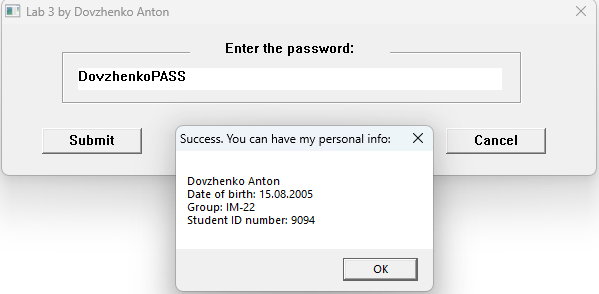 Lab 3 by Dovzhenko Anton
Enter the password:
DovzhenkoPASS
Submit
Cancel
Success. You can have my personal info:
Dovzhenko Anton
Date of birth: 15.08.2005
Group: IM-22
Student ID number: 9094
OK